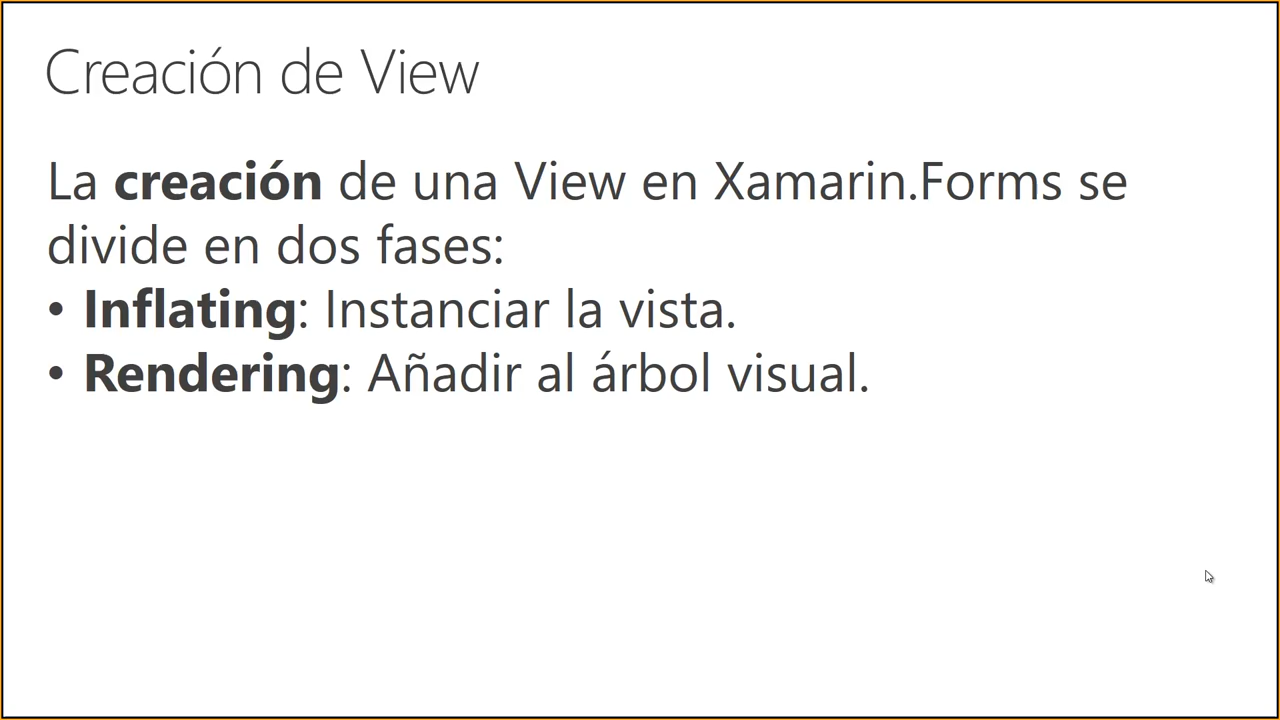 Creación de View
La creación de una View en Xamarin.Forms se
divide en dos fases:
• Inflating: Instanciar la vista.
• Rendering: Añadir al árbol visual.